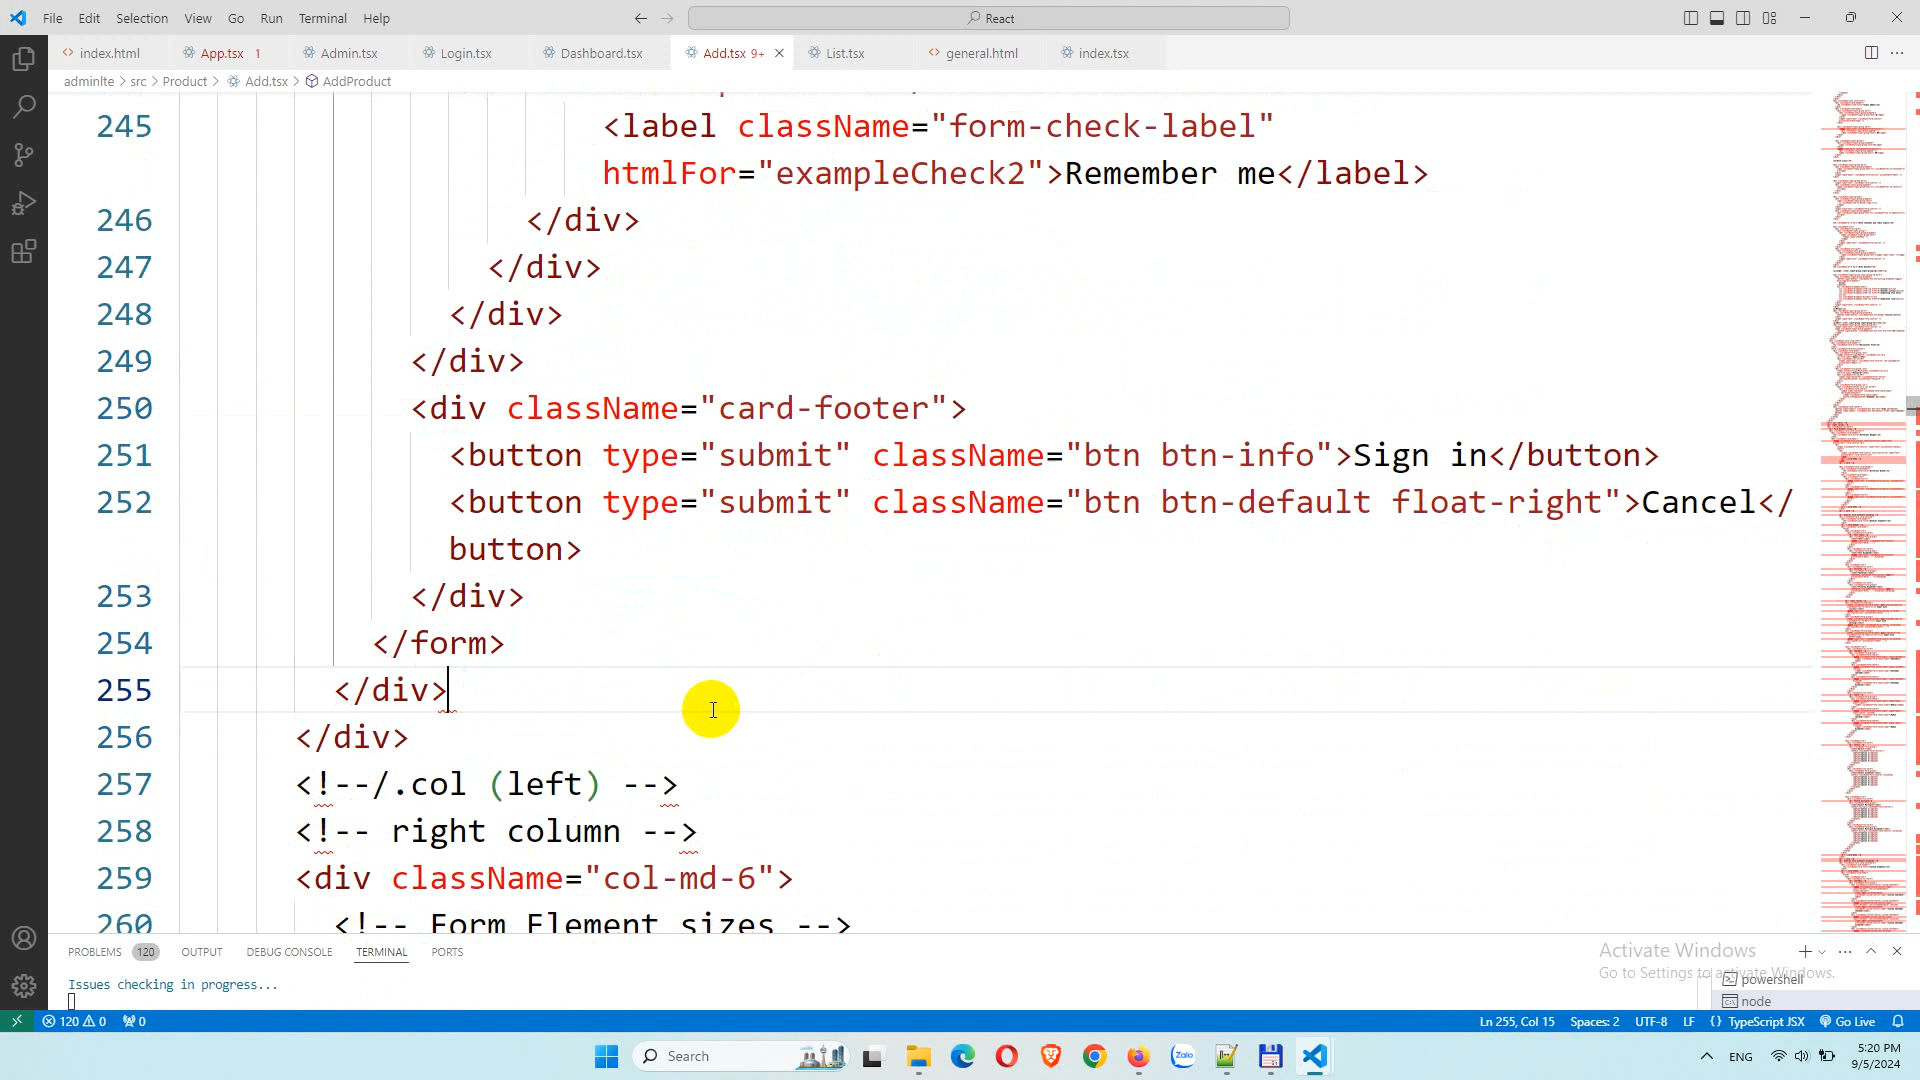 File Edit Selection View Go Run Terminal Help
React
index.html App.tsx 1 Admin.tsx Login.tsx Dashboard.tsx Add.tsx 9+ List.tsx general.html index.tsx
adminlte > src > Product > Add.tsx > AddProduct
245 <label className="form-check-label"
htmlFor="exampleCheck2">Remember me</label>
246 </div>
247 </div>
248 </div>
249 </div>
250 <div className="card-footer">
251 <button type="submit" className="btn btn-info">Sign in</button>
252 <button type="submit" className="btn btn-default float-right">Cancel</
button>
253 </div>
254 </form>
255 </div>
256 </div>
257 <!--/.col (left) -->
258 <!-- right column -->
259 <div className="col-md-6">
260 <!-- Form Element sizes -->
PROBLEMS 120 OUTPUT DEBUG CONSOLE TERMINAL PORTS
Activate Windows
Go to Settings to activate Windows.
Issues checking in progress...
powershell
node
120 0 0 Ln 255, Col 15 Spaces: 2 UTF-8 LF {} TypeScript JSX Go Live
Search
Zalo
ENG
5:20 PM
9/5/2024